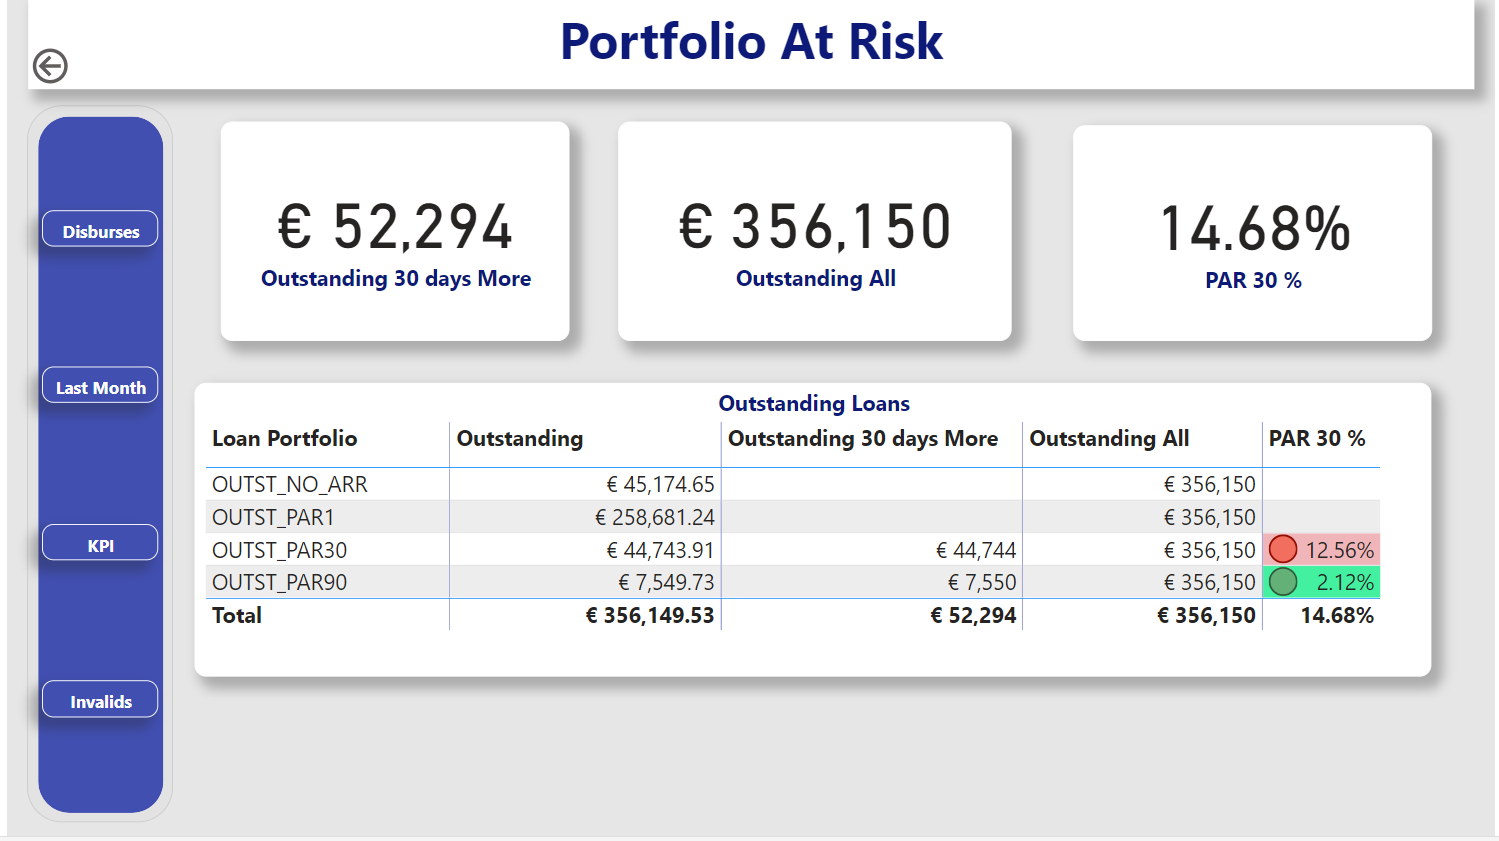 Portfolio At Risk
Disburses
Last Month
KPI
Invalids
€ 52,294
Outstanding 30 days More
€ 356,150
Outstanding All
14.68%
PAR 30 %
Outstanding Loans
Loan Portfolio Outstanding Outstanding 30 days More Outstanding All PAR 30 %
OUTST_NO_ARR € 45,174.65 € 356,150
OUTST_PAR1 € 258,681.24 € 356,150
OUTST_PAR30 € 44,743.91 € 44,744 € 356,150 12.56%
OUTST_PAR90 € 7,549.73 € 7,550 € 356,150 2.12%
Total € 356,149.53 € 52,294 € 356,150 14.68%